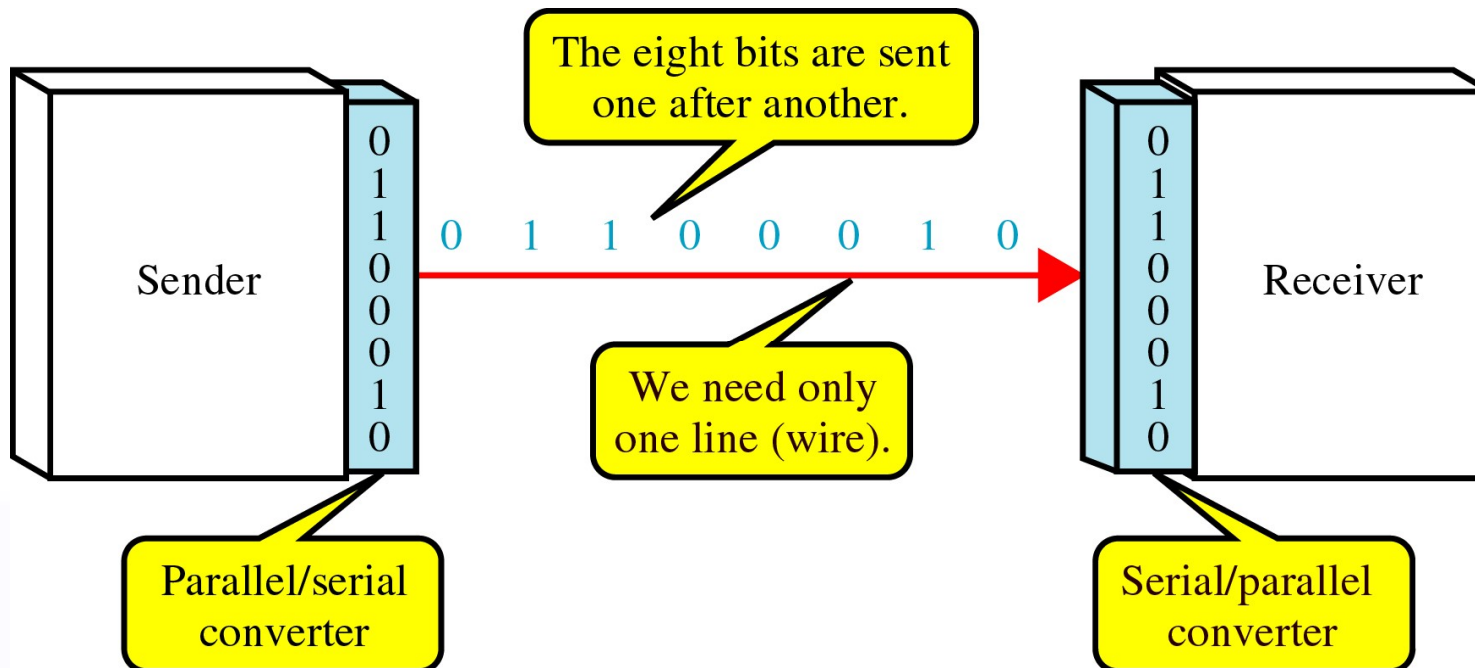 The eight bits are sent
one after another.
0
1
1
0
0
0
1
0
0 1 1 0 0 0 1 0
0
1
1
0
0
0
1
0
Sender
Receiver
We need only
one line (wire).
Parallel/serial
converter
Serial/parallel
converter